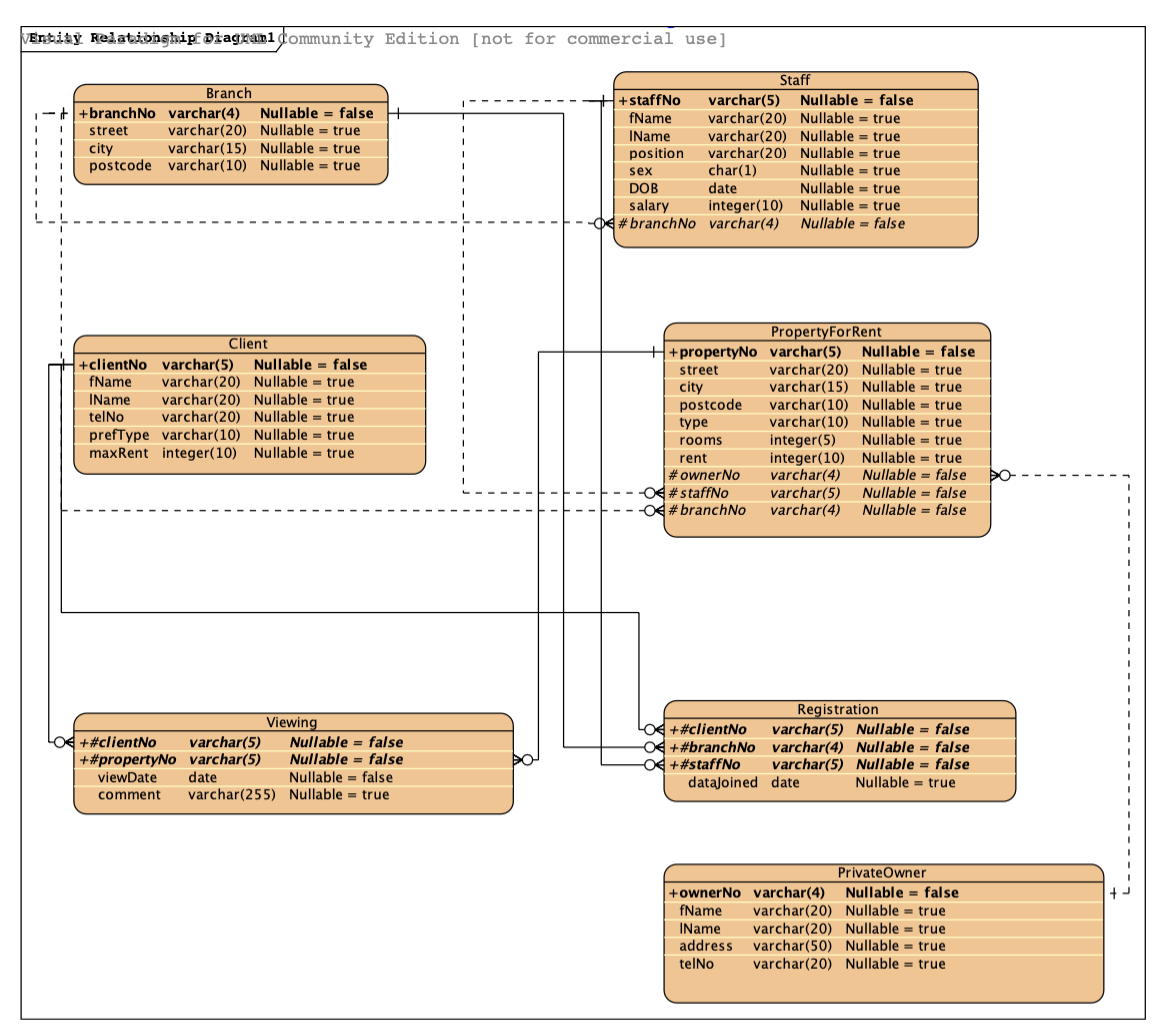 Entity Relationship Diagram1
Visual Paradigm for UML Community Edition [not for commercial use]
Branch
+branchNo varchar(4) Nullable = false
street varchar(20) Nullable = true
city varchar(15) Nullable = true
postcode varchar(10) Nullable = true
Staff
+staffNo varchar(5) Nullable = false
fName varchar(20) Nullable = true
lName varchar(20) Nullable = true
position varchar(20) Nullable = true
sex char(1) Nullable = true
DOB date Nullable = true
salary integer(10) Nullable = true
#branchNo varchar(4) Nullable = false
Client
+clientNo varchar(5) Nullable = false
fName varchar(20) Nullable = true
lName varchar(20) Nullable = true
telNo varchar(20) Nullable = true
prefType varchar(10) Nullable = true
maxRent integer(10) Nullable = true
PropertyForRent
+propertyNo varchar(5) Nullable = false
street varchar(20) Nullable = true
city varchar(15) Nullable = true
postcode varchar(10) Nullable = true
type varchar(10) Nullable = true
rooms integer(5) Nullable = true
rent integer(10) Nullable = true
#ownerNo varchar(4) Nullable = false
#staffNo varchar(5) Nullable = false
#branchNo varchar(4) Nullable = false
Viewing
+#clientNo varchar(5) Nullable = false
+#propertyNo varchar(5) Nullable = false
viewDate date Nullable = false
comment varchar(255) Nullable = true
Registration
+#clientNo varchar(5) Nullable = false
+#branchNo varchar(4) Nullable = false
+#staffNo varchar(5) Nullable = false
dataJoined date Nullable = true
PrivateOwner
+ownerNo varchar(4) Nullable = false
fName varchar(20) Nullable = true
lName varchar(20) Nullable = true
address varchar(50) Nullable = true
telNo varchar(20) Nullable = true